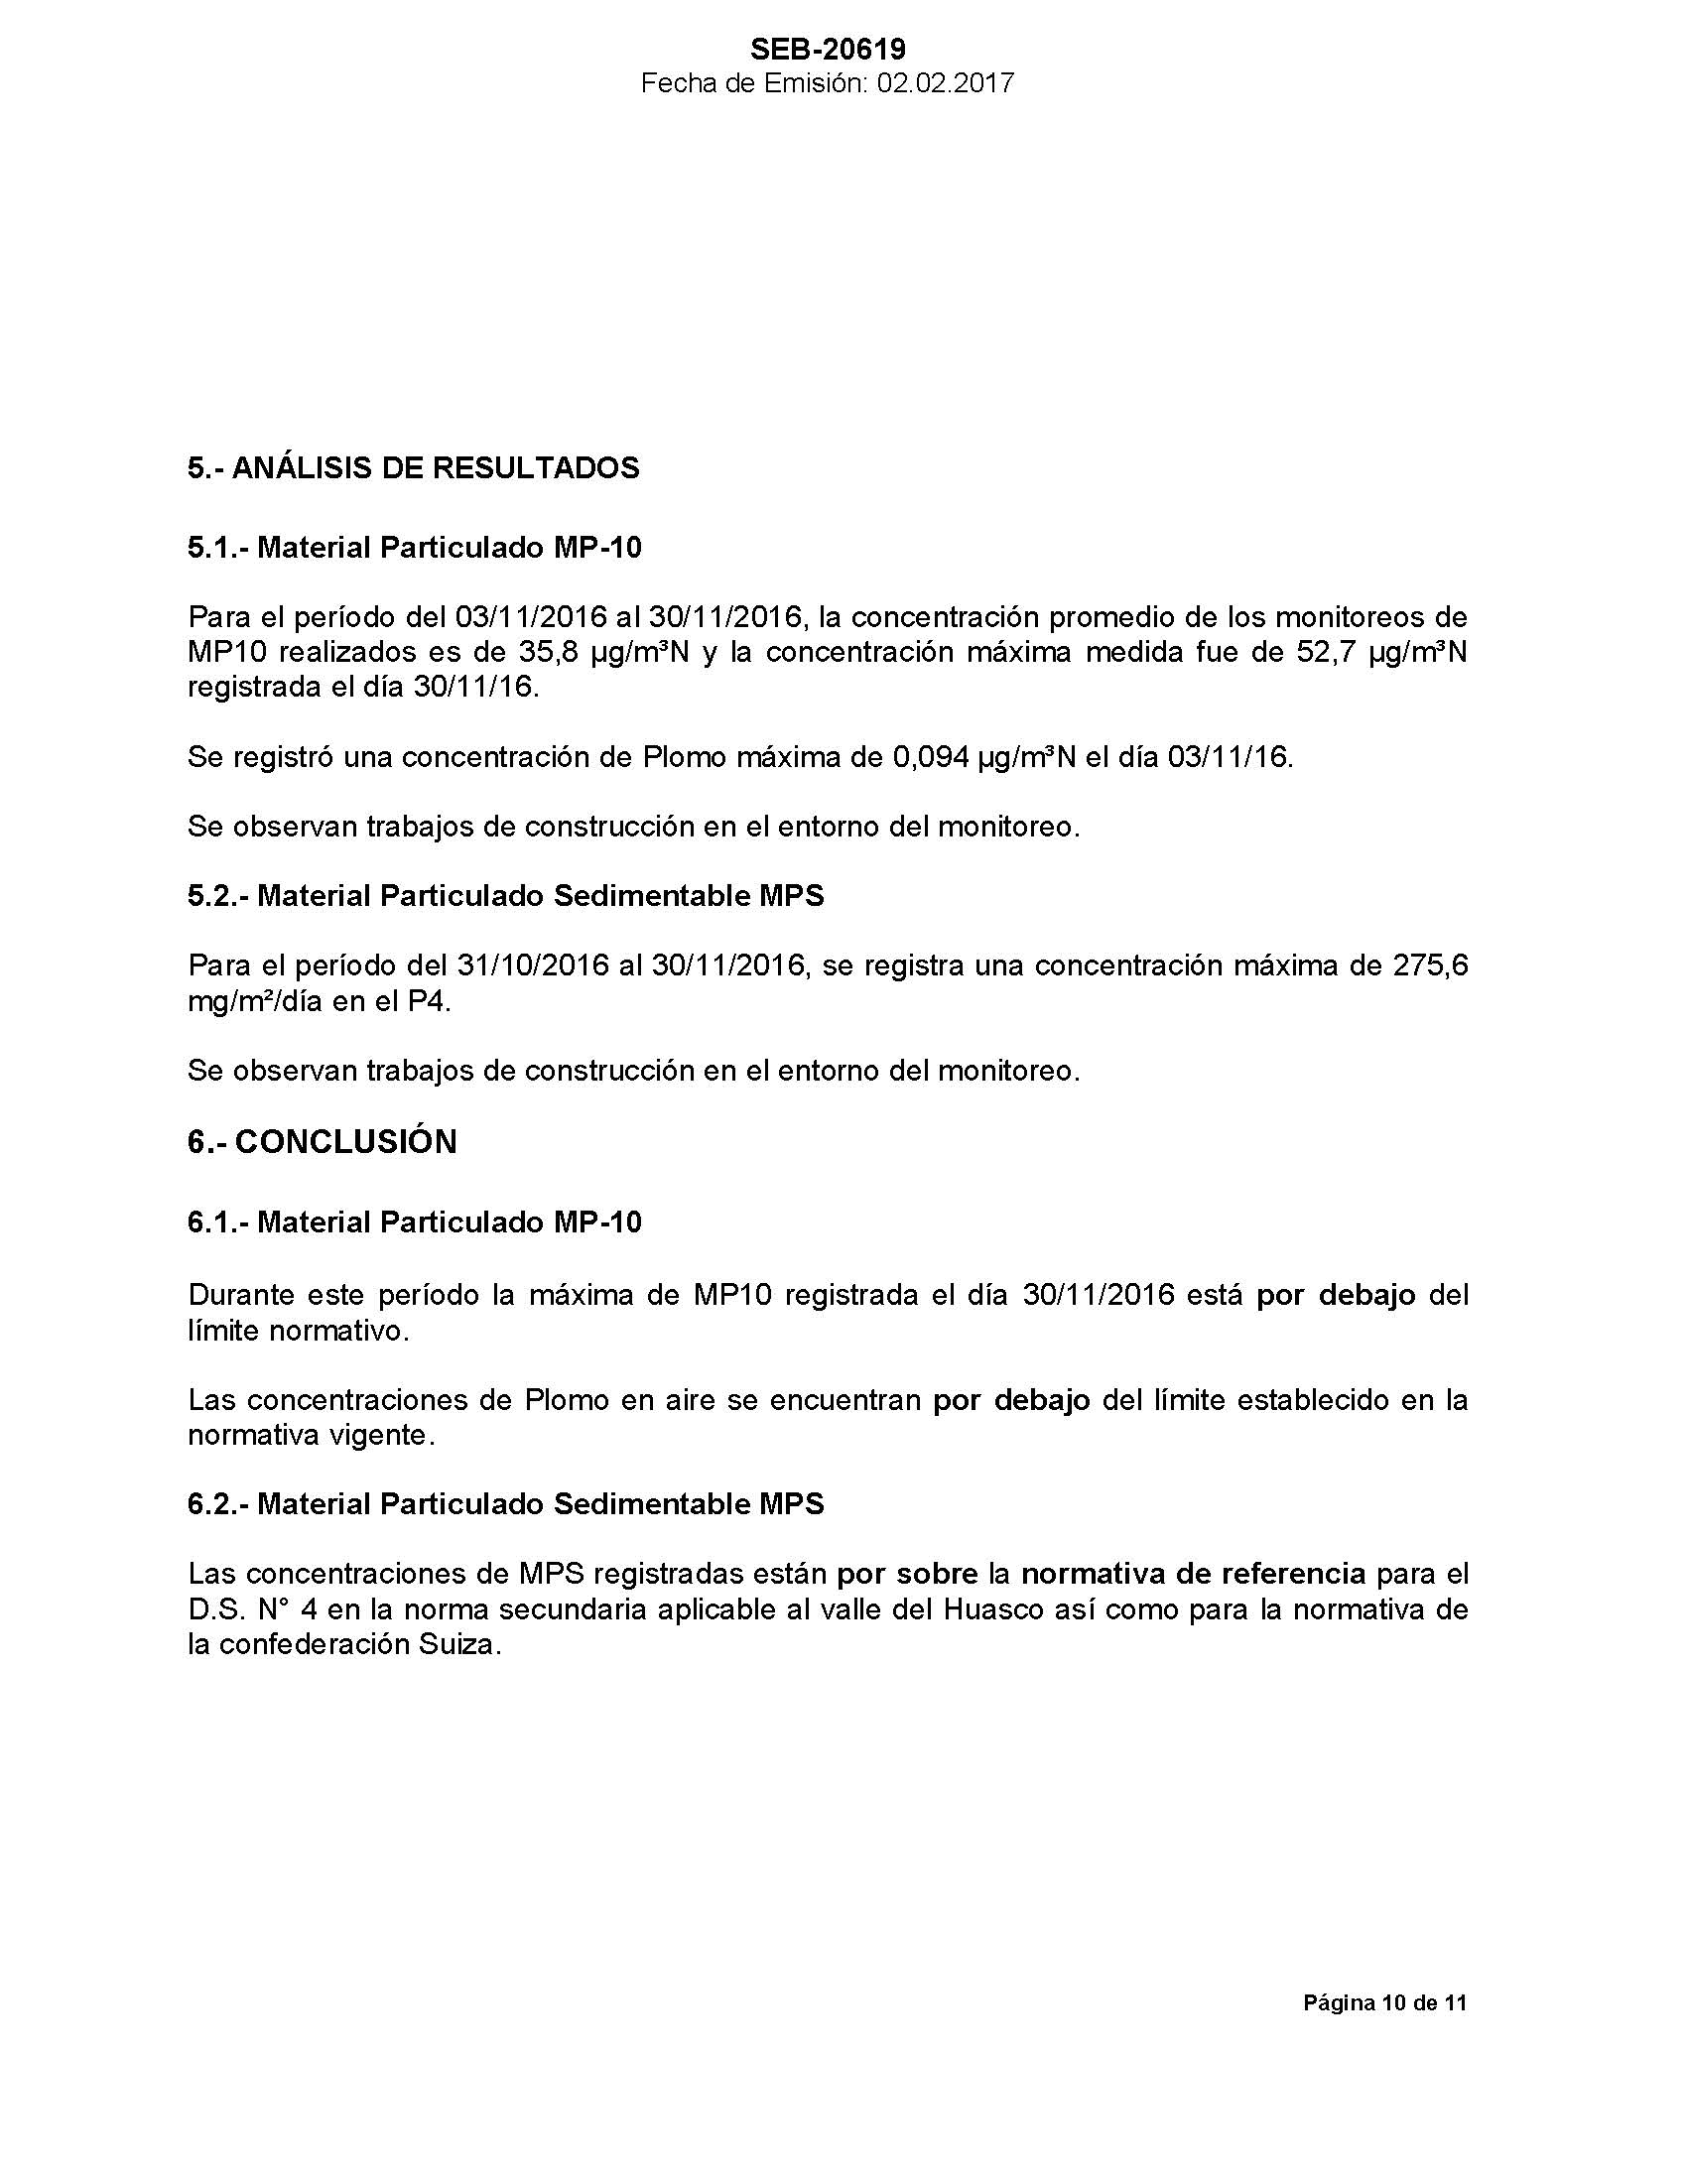 SEB-20619
Fecha de Emisión: 02.02.2017
5.- ANÁLISIS DE RESULTADOS
5.1.- Material Particulado MP-10
Para el período del 03/11/2016 al 30/11/2016, la concentración promedio de los monitoreos de
MP10 realizados es de 35,8 µg/m³N y la concentración máxima medida fue de 52,7 µg/m³N
registrada el día 30/11/16.
Se registró una concentración de Plomo máxima de 0,094 µg/m³N el día 03/11/16.
Se observan trabajos de construcción en el entorno del monitoreo.
5.2.- Material Particulado Sedimentable MPS
Para el período del 31/10/2016 al 30/11/2016, se registra una concentración máxima de 275,6
mg/m²/día en el P4.
Se observan trabajos de construcción en el entorno del monitoreo.
6.- CONCLUSIÓN
6.1.- Material Particulado MP-10
Durante este período la máxima de MP10 registrada el día 30/11/2016 está por debajo del
límite normativo.
Las concentraciones de Plomo en aire se encuentran por debajo del límite establecido en la
normativa vigente.
6.2.- Material Particulado Sedimentable MPS
Las concentraciones de MPS registradas están por sobre la normativa de referencia para el
D.S. N° 4 en la norma secundaria aplicable al valle del Huasco así como para la normativa de
la confederación Suiza.
Página 10 de 11